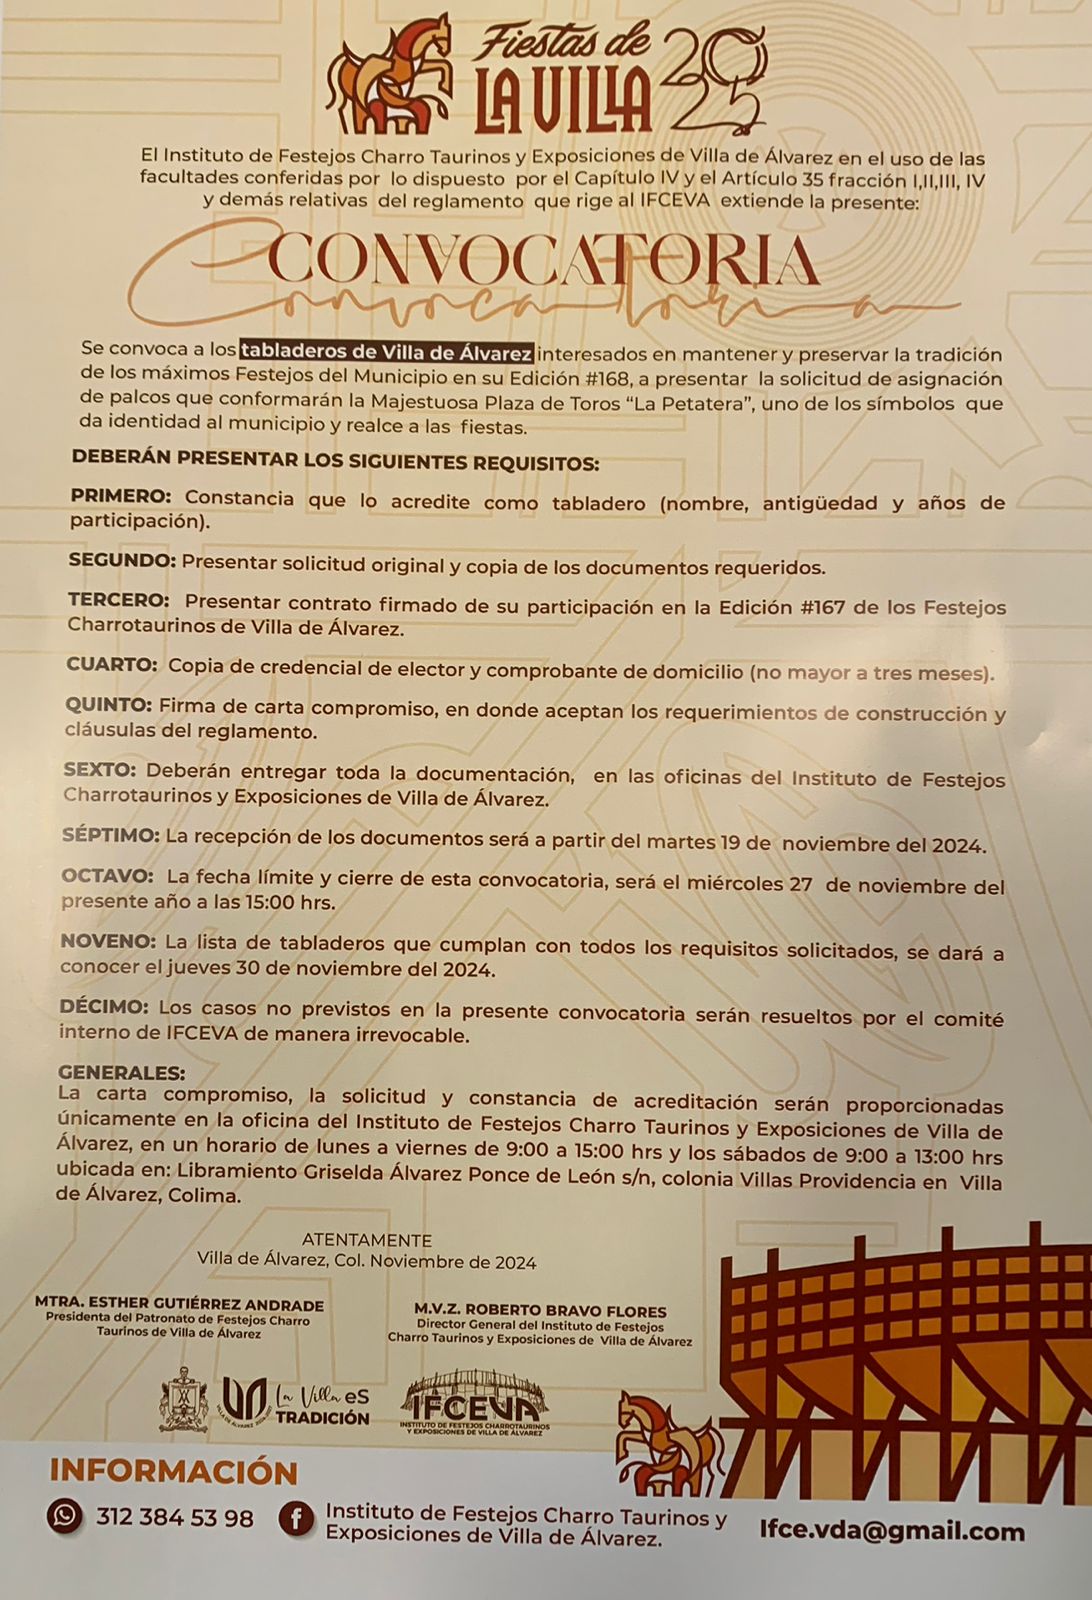 Fiestas de
LA VILLA
2025
El Instituto de Festejos Charro Taurinos y Exposiciones de Villa de Álvarez en el uso de las
facultades conferidas por lo dispuesto por el Capítulo IV y el Artículo 35 fracción I,II,III, IV
y demás relativas del reglamento que rige al IFCEVA extiende la presente:
CONVOCATORIA
Convocatoria
Se convoca a los tabladeros de Villa de Álvarez interesados en mantener y preservar la tradición
de los máximos Festejos del Municipio en su Edición #168, a presentar la solicitud de asignación
de palcos que conformarán la Majestuosa Plaza de Toros “La Petatera”, uno de los símbolos que
da identidad al municipio y realce a las fiestas.
DEBERÁN PRESENTAR LOS SIGUIENTES REQUISITOS:
PRIMERO: Constancia que lo acredite como tabladero (nombre, antigüedad y años de
participación).
SEGUNDO: Presentar solicitud original y copia de los documentos requeridos.
TERCERO: Presentar contrato firmado de su participación en la Edición #167 de los Festejos
Charrotaurinos de Villa de Álvarez.
CUARTO: Copia de credencial de elector y comprobante de domicilio (no mayor a tres meses).
QUINTO: Firma de carta compromiso, en donde aceptan los requerimientos de construcción y
cláusulas del reglamento.
SEXTO: Deberán entregar toda la documentación, en las oficinas del Instituto de Festejos
Charrotaurinos y Exposiciones de Villa de Álvarez.
SÉPTIMO: La recepción de los documentos será a partir del martes 19 de noviembre del 2024.
OCTAVO: La fecha límite y cierre de esta convocatoria, será el miércoles 27 de noviembre del
presente año a las 15:00 hrs.
NOVENO: La lista de tabladeros que cumplan con todos los requisitos solicitados, se dará a
conocer el jueves 30 de noviembre del 2024.
DÉCIMO: Los casos no previstos en la presente convocatoria serán resueltos por el comité
interno de IFCEVA de manera irrevocable.
GENERALES:
La carta compromiso, la solicitud y constancia de acreditación serán proporcionadas
únicamente en la oficina del Instituto de Festejos Charro Taurinos y Exposiciones de Villa de
Álvarez, en un horario de lunes a viernes de 9:00 a 15:00 hrs y los sábados de 9:00 a 13:00 hrs
ubicada en: Libramiento Griselda Álvarez Ponce de León s/n, colonia Villas Providencia en Villa
de Álvarez, Colima.
ATENTAMENTE
Villa de Álvarez, Col. Noviembre de 2024
MTRA. ESTHER GUTIÉRREZ ANDRADE
Presidenta del Patronato de Festejos Charro
Taurinos de Villa de Álvarez
M.V.Z. ROBERTO BRAVO FLORES
Director General del Instituto de Festejos
Charro Taurinos y Exposiciones de Villa de Álvarez
La Villa eS
TRADICIÓN
IFCEVA
INSTITUTO DE FESTEJOS CHARROTAURINOS
Y EXPOSICIONES DE VILLA DE ÁLVAREZ
INFORMACIÓN
312 384 53 98
Instituto de Festejos Charro Taurinos y
Exposiciones de Villa de Álvarez.
Ifce.vda@gmail.com